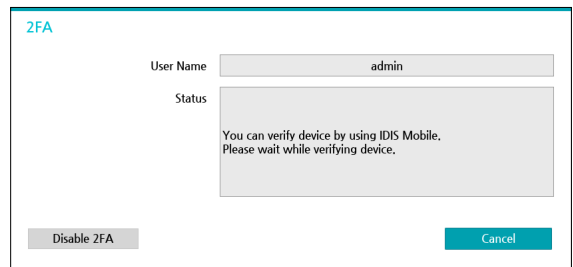 2FA
User Name
admin
Status
You can verify device by using IDIS Mobile.
Please wait while verifying device.
Disable 2FA
Cancel